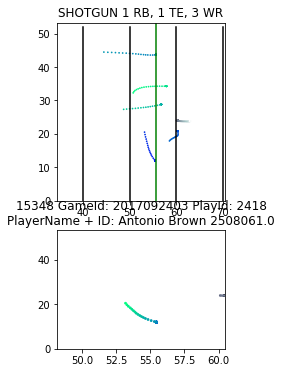 SHOTGUN 1 RB, 1 TE, 3 WR
50
40
30
20
10
0
40 50 60 70
15348 GameId: 2017092403 PlayId: 2418
PlayerName + ID: Antonio Brown 2508061.0
40
20
0
50.0 52.5 55.0 57.5 60.0